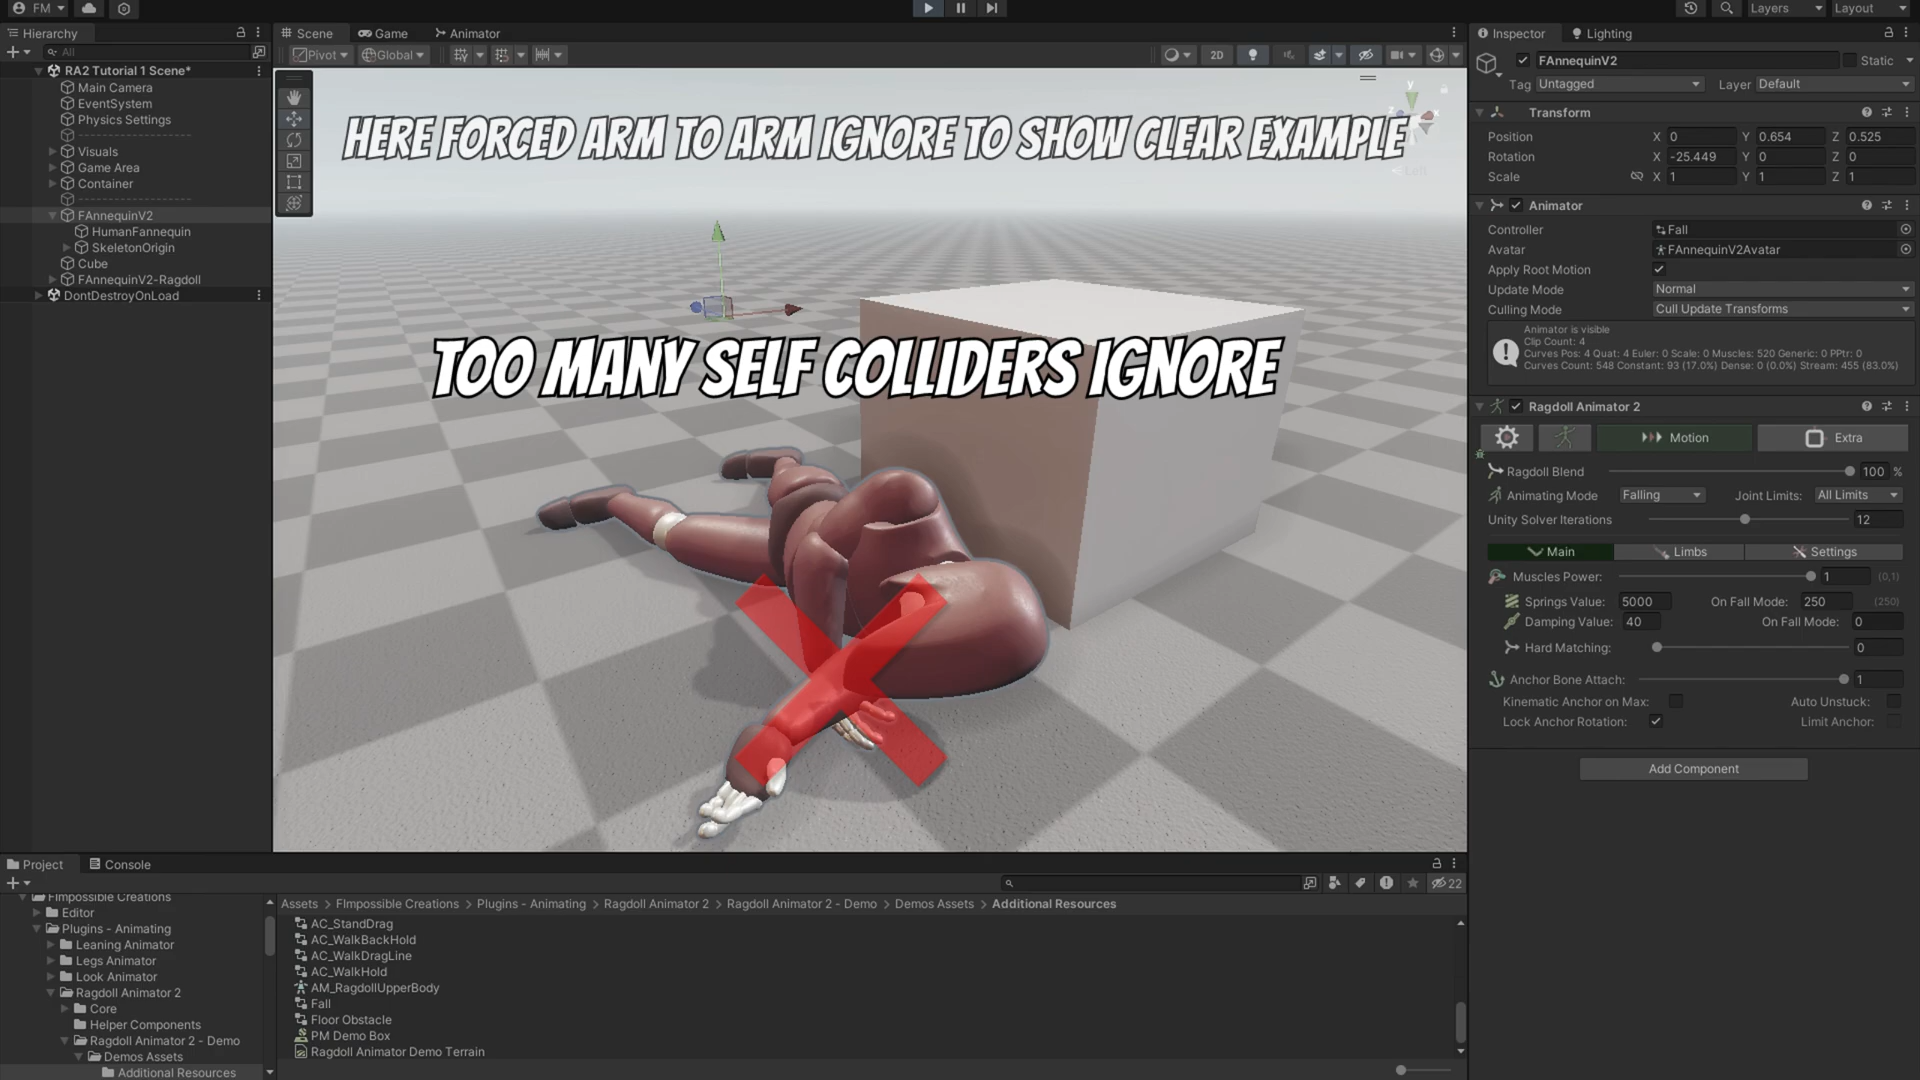 FM
Layers
Layout
Hierarchy
All
RA2 Tutorial 1 Scene*
Main Camera
EventSystem
Physics Settings
--------------------
Visuals
Game Area
Container
--------------------
FAnnequinV2
HumanFannequin
SkeletonOrigin
Cube
FAnnequinV2-Ragdoll
DontDestroyOnLoad
Scene
Game
Animator
Pivot
Global
2D
HERE FORCED ARM TO ARM IGNORE TO SHOW CLEAR EXAMPLE
y
x
z
Left
TOO MANY SELF COLLIDERS IGNORE
Inspector
Lighting
FAnnequinV2
Static
Tag Untagged
Layer Default
Transform
Position X 0 Y 0.654 Z 0.525
Rotation X -25.449 Y 0 Z 0
Scale X 1 Y 1 Z 1
Animator
Controller Fall
Avatar FAnnequinV2Avatar
Apply Root Motion
Update Mode Normal
Culling Mode Cull Update Transforms
Animator is visible
Clip Count: 4
Curves Pos: 4 Quat: 4 Euler: 0 Scale: 0 Muscles: 520 Generic: 0 PPtr: 0
Curves Count: 548 Constant: 93 (17.0%) Dense: 0 (0.0%) Stream: 455 (83.0%)
Ragdoll Animator 2
Motion
Extra
Ragdoll Blend 100 %
Animating Mode Falling Joint Limits: All Limits
Unity Solver Iterations 12
Main
Limbs
Settings
Muscles Power: 1 (0,1)
Springs Value: 5000 On Fall Mode: 250 (250)
Damping Value: 40 On Fall Mode: 0
Hard Matching: 0
Anchor Bone Attach: 1
Kinematic Anchor on Max: Auto Unstuck:
Lock Anchor Rotation: Limit Anchor:
Add Component
Project
Console
22
FImpossible Creations
Editor
Plugins - Animating
Leaning Animator
Legs Animator
Look Animator
Ragdoll Animator 2
Core
Helper Components
Ragdoll Animator 2 - Demo
Demos Assets
Additional Resources
Assets > FImpossible Creations > Plugins - Animating > Ragdoll Animator 2 > Ragdoll Animator 2 - Demo > Demos Assets > Additional Resources
AC_StandDrag
AC_WalkBackHold
AC_WalkDragLine
AC_WalkHold
AM_RagdollUpperBody
Fall
Floor Obstacle
PM Demo Box
Ragdoll Animator Demo Terrain